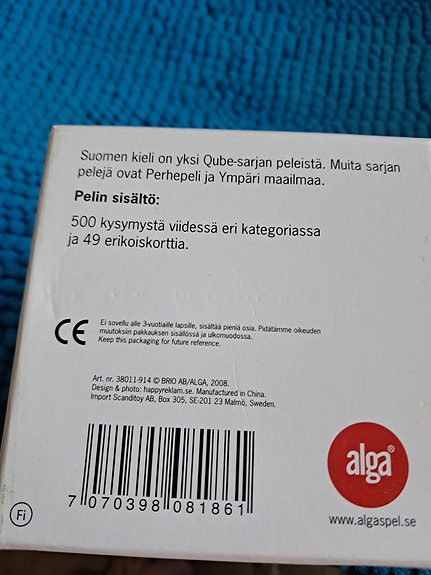 Suomen kieli on yksi Qube-sarjan peleistä. Muita sarjan
pelejä ovat Perhepeli ja Ympäri maailmaa.
Pelin sisältö:
500 kysymystä viidessä eri kategoriassa
ja 49 erikoiskorttia.
CE
Ei sovellu alle 3-vuotiaille lapsille, sisältää pieniä osia. Pidätämme oikeuden
muutoksiin pakkauksen sisällössä ja ulkomuodossa.
Keep this packaging for future reference.
Art. nr. 38011-914 © BRIO AB/ALGA, 2008.
Design & photo: happyreklam.se. Manufactured in China.
Import Scanditoy AB, Box 305, SE-201 23 Malmö, Sweden.
alga®
7 070398 081861
Fi
www.algaspel.se